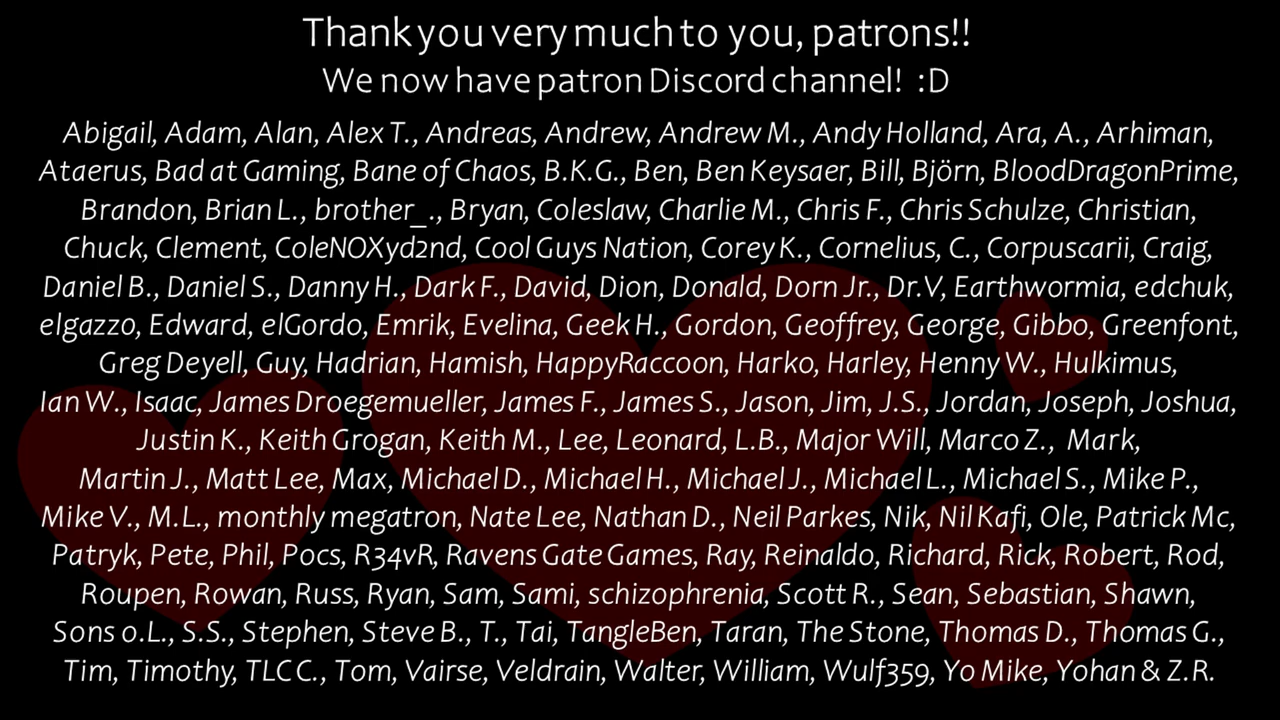 Thank you very much to you, patrons!!
We now have patron Discord channel! :D
Abigail, Adam, Alan, Alex T., Andreas, Andrew, Andrew M., Andy Holland, Ara, A., Arhiman,
Ataerus, Bad at Gaming, Bane of Chaos, B.K.G., Ben, Ben Keysaer, Bill, Björn, BloodDragonPrime,
Brandon, Brian L., brother_., Bryan, Coleslaw, Charlie M., Chris F., Chris Schulze, Christian,
Chuck, Clement, ColeNOXyd2nd, Cool Guys Nation, Corey K., Cornelius, C., Corpuscarii, Craig,
Daniel B., Daniel S., Danny H., Dark F., David, Dion, Donald, Dorn Jr., Dr.V, Earthwormia, edchuk,
elgazzo, Edward, elGordo, Emrik, Evelina, Geek H., Gordon, Geoffrey, George, Gibbo, Greenfont,
Greg Deyell, Guy, Hadrian, Hamish, HappyRaccoon, Harko, Harley, Henny W., Hulkimus,
Ian W., Isaac, James Droegemueller, James F., James S., Jason, Jim, J.S., Jordan, Joseph, Joshua,
Justin K., Keith Grogan, Keith M., Lee, Leonard, L.B., Major Will, Marco Z., Mark,
Martin J., Matt Lee, Max, Michael D., Michael H., Michael J., Michael L., Michael S., Mike P.,
Mike V., M.L., monthly megatron, Nate Lee, Nathan D., Neil Parkes, Nik, Nil Kafi, Ole, Patrick Mc,
Patryk, Pete, Phil, Pocs, R34vR, Ravens Gate Games, Ray, Reinaldo, Richard, Rick, Robert, Rod,
Roupen, Rowan, Russ, Ryan, Sam, Sami, schizophrenia, Scott R., Sean, Sebastian, Shawn,
Sons o.L., S.S., Stephen, Steve B., T., Tai, TangleBen, Taran, The Stone, Thomas D., Thomas G.,
Tim, Timothy, TLC C., Tom, Vairse, Veldrain, Walter, William, Wulf359, Yo Mike, Yohan & Z.R.